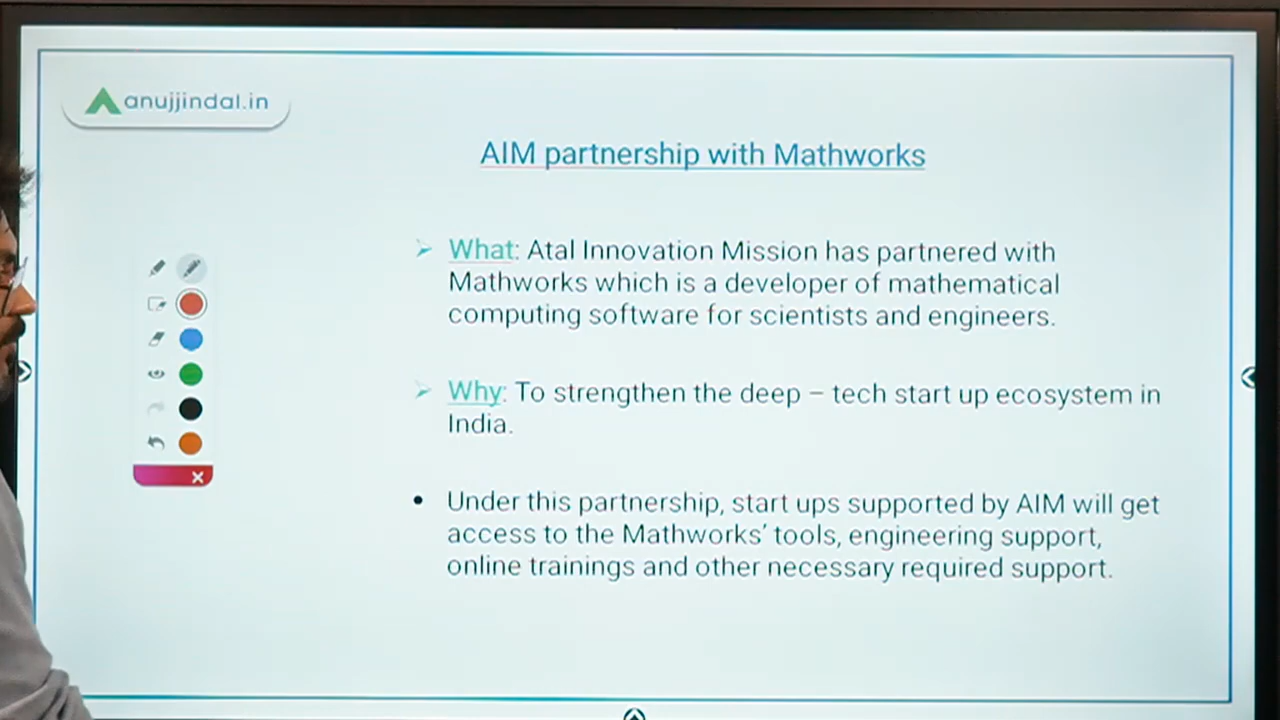 anujjindal.in
AIM partnership with Mathworks
What: Atal Innovation Mission has partnered with
Mathworks which is a developer of mathematical
computing software for scientists and engineers.
Why: To strengthen the deep – tech start up ecosystem in
India.
Under this partnership, start ups supported by AIM will get
access to the Mathworks’ tools, engineering support,
online trainings and other necessary required support.